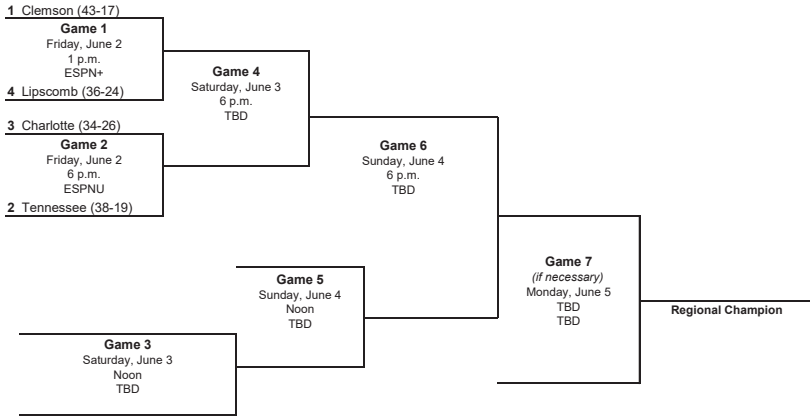 1 Clemson (43-17)
Game 1
Friday, June 2
1 p.m.
ESPN+
4 Lipscomb (36-24)
3 Charlotte (34-26)
Game 2
Friday, June 2
6 p.m.
ESPNU
2 Tennessee (38-19)
Game 4
Saturday, June 3
6 p.m.
TBD
Game 6
Sunday, June 4
6 p.m.
TBD
Game 5
Sunday, June 4
Noon
TBD
Game 3
Saturday, June 3
Noon
TBD
Game 7
(if necessary)
Monday, June 5
TBD
TBD
Regional Champion